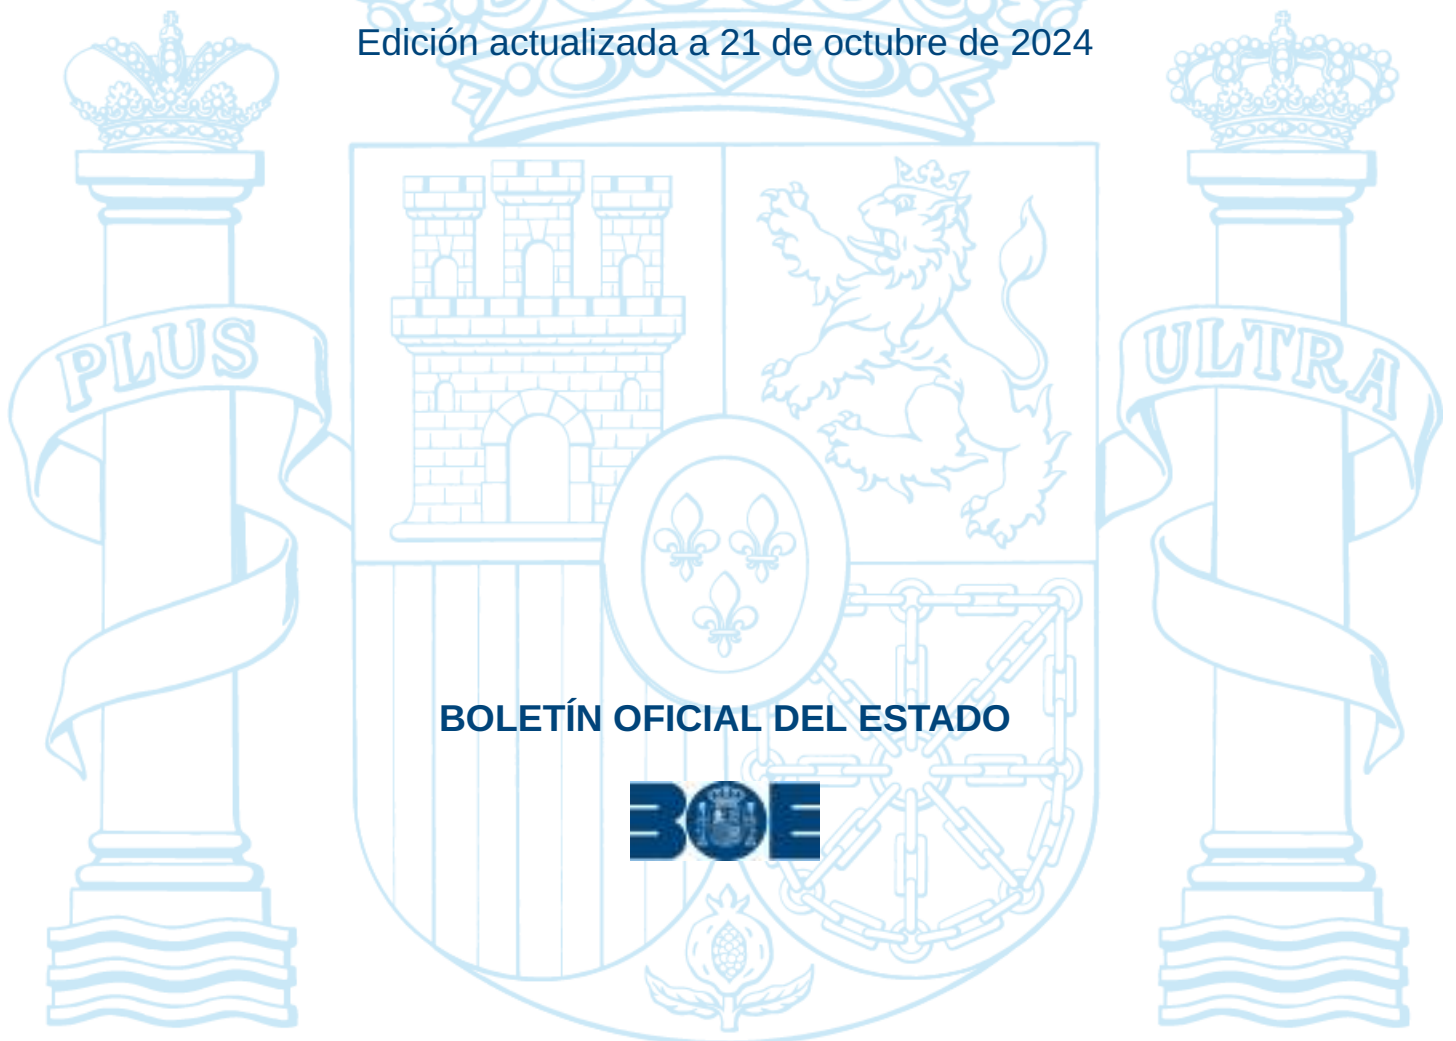 Edición actualizada a 21 de octubre de 2024
PLUS
ULTRA
BOLETÍN OFICIAL DEL ESTADO
BOE